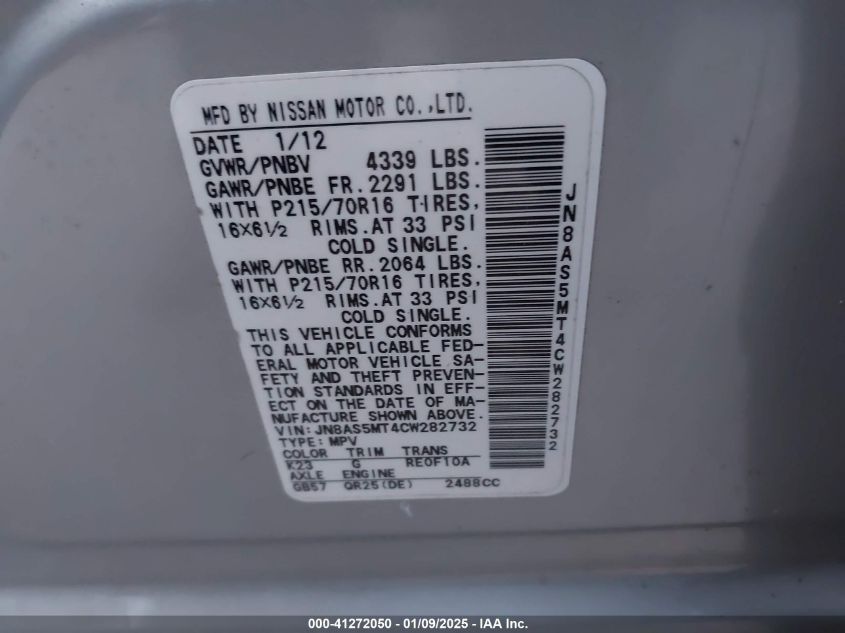 MFD BY NISSAN MOTOR CO.,LTD.
DATE 1/12
GVWR/PNBV 4339 LBS.
GAWR/PNBE FR.2291 LBS.
WITH P215/70R16 TIRES,
16X6½ RIMS.AT 33 PSI
COLD SINGLE.
GAWR/PNBE RR.2064 LBS.
WITH P215/70R16 TIRES,
16X6½ RIMS.AT 33 PSI
COLD SINGLE.
THIS VEHICLE CONFORMS
TO ALL APPLICABLE FED-
ERAL MOTOR VEHICLE SA-
FETY AND THEFT PREVEN-
TION STANDARDS IN EFF-
ECT ON THE DATE OF MA-
NUFACTURE SHOWN ABOVE.
VIN: JN8AS5MT4CW282732
TYPE: MPV
COLOR TRIM TRANS
K23 G RE0F10A
AXLE ENGINE
GB57 QR25(DE) 2488CC
JN8AS5MT4CW282732
000-41272050 - 01/09/2025 - IAA Inc.